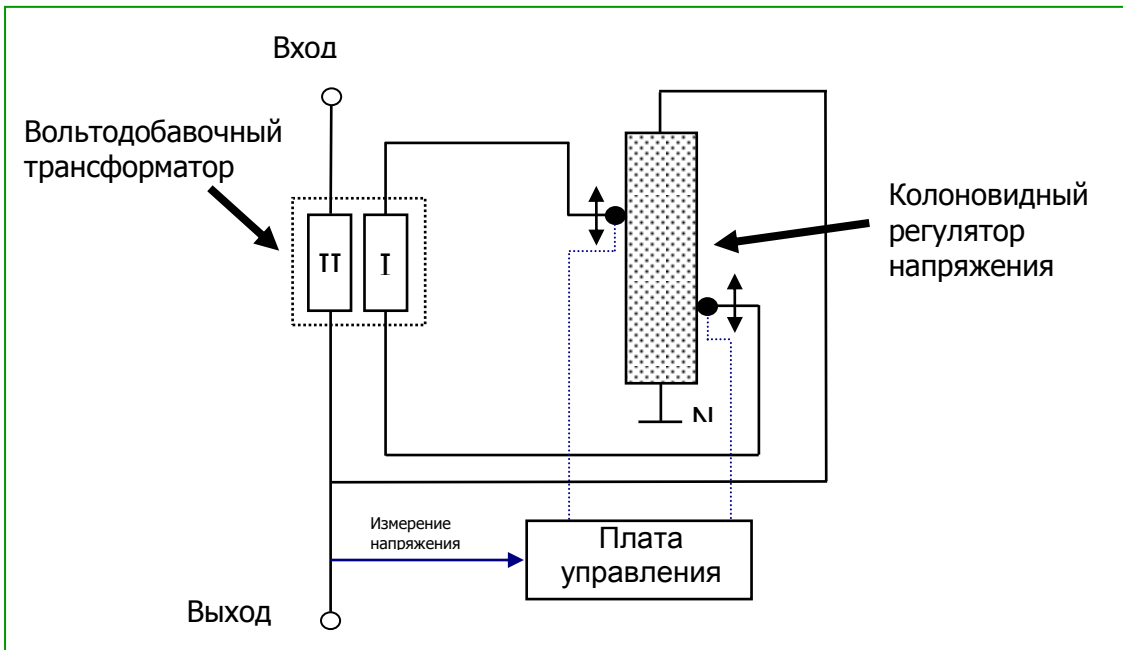 Вход
Вольтодобавочный
трансформатор
Колоновидный
регулятор
напряжения
II
I
N
Измерение
напряжения
Плата
управления
Выход